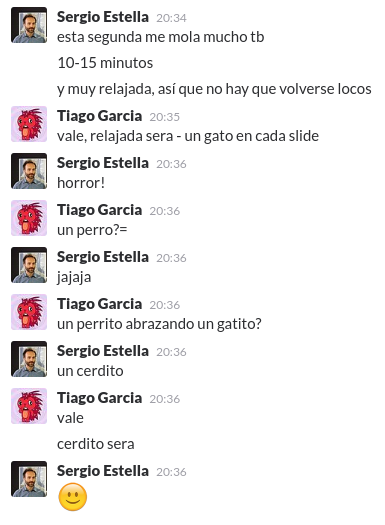 Sergio Estella 20:34
esta segunda me mola mucho tb
10-15 minutos
y muy relajada, así que no hay que volverse locos
Tiago Garcia 20:35
vale, relajada sera - un gato en cada slide
Sergio Estella 20:36
horror!
Tiago Garcia 20:36
un perro?=
Sergio Estella 20:36
jajaja
Tiago Garcia 20:36
un perrito abrazando un gatito?
Sergio Estella 20:36
un cerdito
Tiago Garcia 20:36
vale
cerdito sera
Sergio Estella 20:36